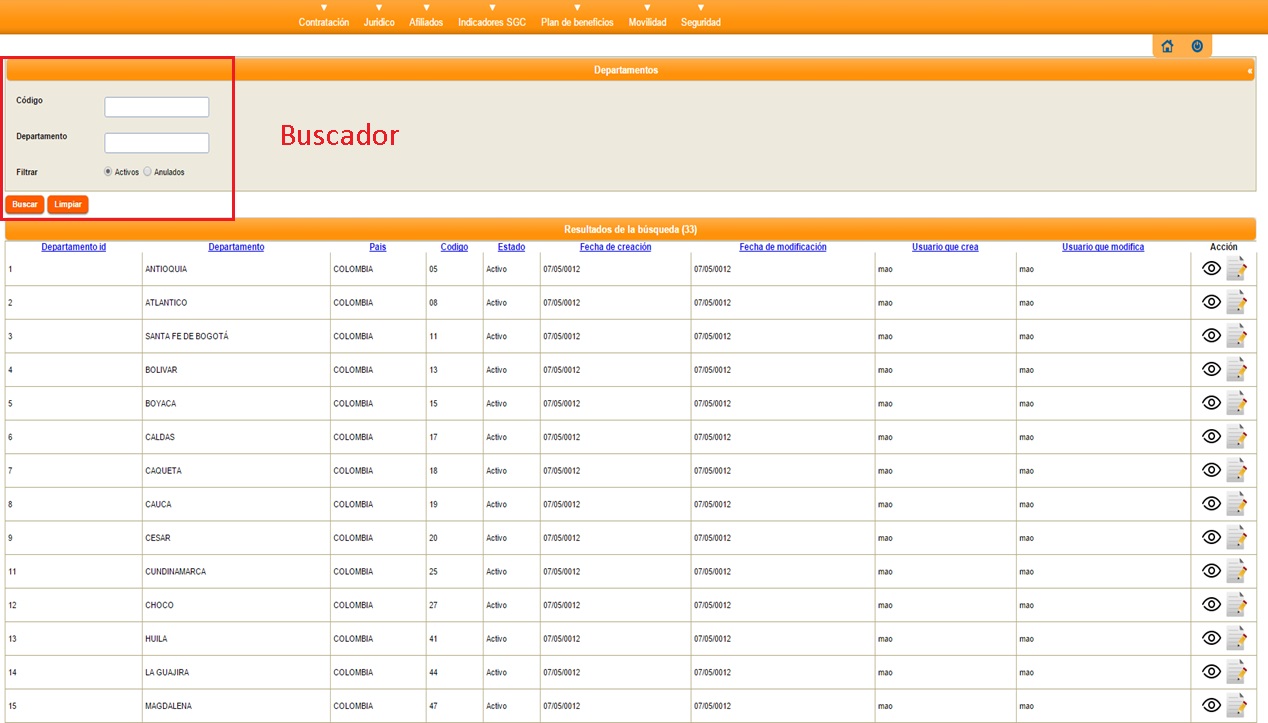 Contratación Jurídico Afiliados Indicadores SGC Plan de beneficios Movilidad Seguridad
Departamentos «
Código
Departamento
Filtrar Activos Anulados
Buscador
Buscar Limpiar
Resultados de la búsqueda (33)
Departamento id Departamento Pais Codigo Estado Fecha de creación Fecha de modificación Usuario que crea Usuario que modifica Acción
1 ANTIOQUIA COLOMBIA 05 Activo 07/05/0012 07/05/0012 mao mao
2 ATLANTICO COLOMBIA 08 Activo 07/05/0012 07/05/0012 mao mao
3 SANTA FE DE BOGOTÁ COLOMBIA 11 Activo 07/05/0012 07/05/0012 mao mao
4 BOLIVAR COLOMBIA 13 Activo 07/05/0012 07/05/0012 mao mao
5 BOYACA COLOMBIA 15 Activo 07/05/0012 07/05/0012 mao mao
6 CALDAS COLOMBIA 17 Activo 07/05/0012 07/05/0012 mao mao
7 CAQUETA COLOMBIA 18 Activo 07/05/0012 07/05/0012 mao mao
8 CAUCA COLOMBIA 19 Activo 07/05/0012 07/05/0012 mao mao
9 CESAR COLOMBIA 20 Activo 07/05/0012 07/05/0012 mao mao
11 CUNDINAMARCA COLOMBIA 25 Activo 07/05/0012 07/05/0012 mao mao
12 CHOCO COLOMBIA 27 Activo 07/05/0012 07/05/0012 mao mao
13 HUILA COLOMBIA 41 Activo 07/05/0012 07/05/0012 mao mao
14 LA GUAJIRA COLOMBIA 44 Activo 07/05/0012 07/05/0012 mao mao
15 MAGDALENA COLOMBIA 47 Activo 07/05/0012 07/05/0012 mao mao